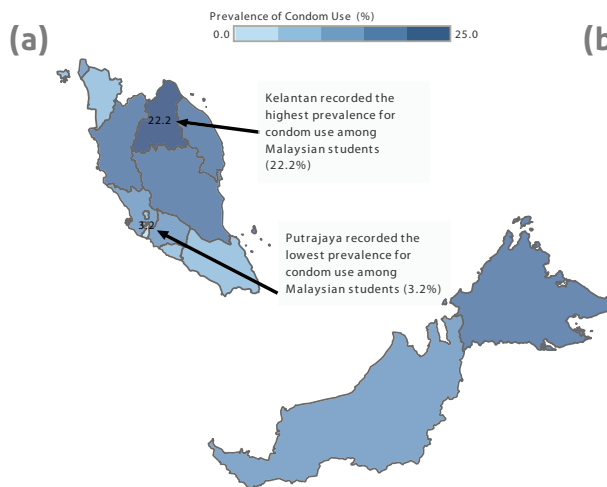 Prevalence of Condom Use (%)
0.0 25.0
(a)
(b
Kelantan recorded the
highest prevalence for
condom use among
Malaysian students
(22.2%)
22.2
3.2
Putrajaya recorded the
lowest prevalence for
condom use among
Malaysian students (3.2%)